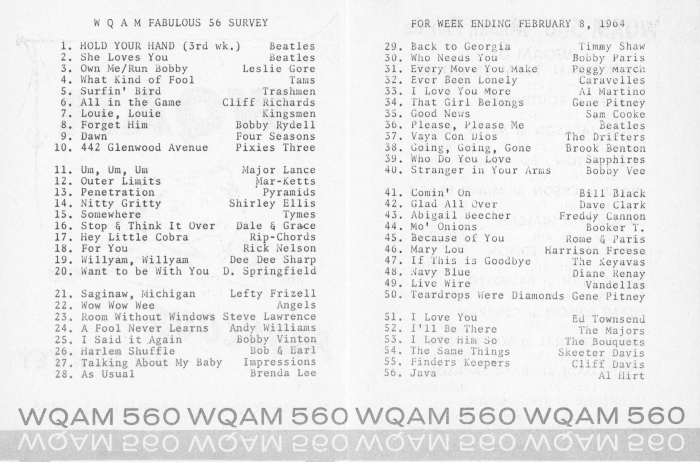 W Q A M FABULOUS 56 SURVEY
1. HOLD YOUR HAND (3rd wk.) Beatles
2. She Loves You Beatles
3. Own Me/Run Bobby Leslie Gore
4. What Kind of Fool Tams
5. Surfin' Bird Trashmen
6. All in the Game Cliff Richards
7. Louie, Louie Kingsmen
8. Forget Him Bobby Rydell
9. Dawn Four Seasons
10. 442 Glenwood Avenue Pixies Three
11. Um, Um, Um Major Lance
12. Outer Limits Mar-Ketts
13. Penetration Pyramids
14. Nitty Gritty Shirley Ellis
15. Somewhere Tymes
16. Stop & Think It Over Dale & Grace
17. Hey Little Cobra Rip-Chords
18. For You Rick Nelson
19. Willyam, Willyam Dee Dee Sharp
20. Want to be With You D. Springfield
21. Saginaw, Michigan Lefty Frizell
22. Wow Wow Wee Angels
23. Room Without Windows Steve Lawrence
24. A Fool Never Learns Andy Williams
25. I Said it Again Bobby Vinton
26. Harlem Shuffle Bob & Earl
27. Talking About My Baby Impressions
28. As Usual Brenda Lee
FOR WEEK ENDING FEBRUARY 8, 1964
29. Back to Georgia Timmy Shaw
30. Who Needs You Bobby Paris
31. Every Move You Make Peggy March
32. Ever Been Lonely Caravelles
33. I Love You More Al Martino
34. That Girl Belongs Gene Pitney
35. Good News Sam Cooke
36. Please, Please Me Beatles
37. Vaya Con Dios The Drifters
38. Going, Going, Gone Brook Benton
39. Who Do You Love Sapphires
40. Stranger in Your Arms Bobby Vee
41. Comin' On Bill Black
42. Glad All Over Dave Clark
43. Abigail Beecher Freddy Cannon
44. Mo' Onions Booker T.
45. Because of You Rome & Paris
46. Mary Lou Harrison Freese
47. If This is Goodbye The Keyavas
48. Navy Blue Diane Renay
49. Live Wire Vandellas
50. Teardrops Were Diamonds Gene Pitney
51. I Love You Ed Townsend
52. I'll Be There The Majors
53. I Love Him So The Bouquets
54. The Same Things Skeeter Davis
55. Finders Keepers Cliff Davis
56. Java Al Hirt
WQAM 560 WQAM 560 WQAM 560 WQAM 560
WQAM 560 WQAM 560 WQAM 560 WQAM 560